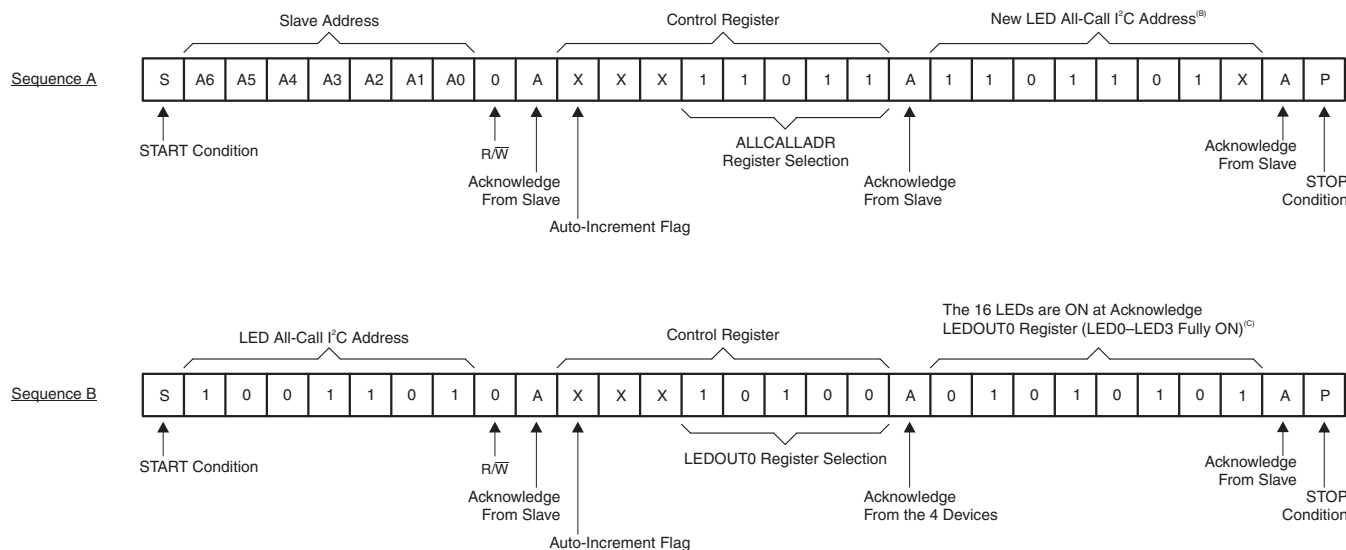 Slave Address
Control Register
New LED All-Call I²C Address(B)
Sequence A
S A6 A5 A4 A3 A2 A1 A0 0 A X X X 1 1 0 1 1 A 1 1 0 1 1 0 1 X A P
START Condition
R/W̅
Acknowledge
From Slave
Auto-Increment Flag
ALLCALLADR
Register Selection
Acknowledge
From Slave
Acknowledge
From Slave
STOP
Condition
The 16 LEDs are ON at Acknowledge
LEDOUT0 Register (LED0–LED3 Fully ON)(C)
LED All-Call I²C Address
Control Register
Sequence B
S 1 0 0 1 1 0 1 0 A X X X 1 0 1 0 0 A 0 1 0 1 0 1 0 1 A P
START Condition
R/W̅
Acknowledge
From Slave
Auto-Increment Flag
LEDOUT0 Register Selection
Acknowledge
From the 4 Devices
Acknowledge
From Slave
STOP
Condition